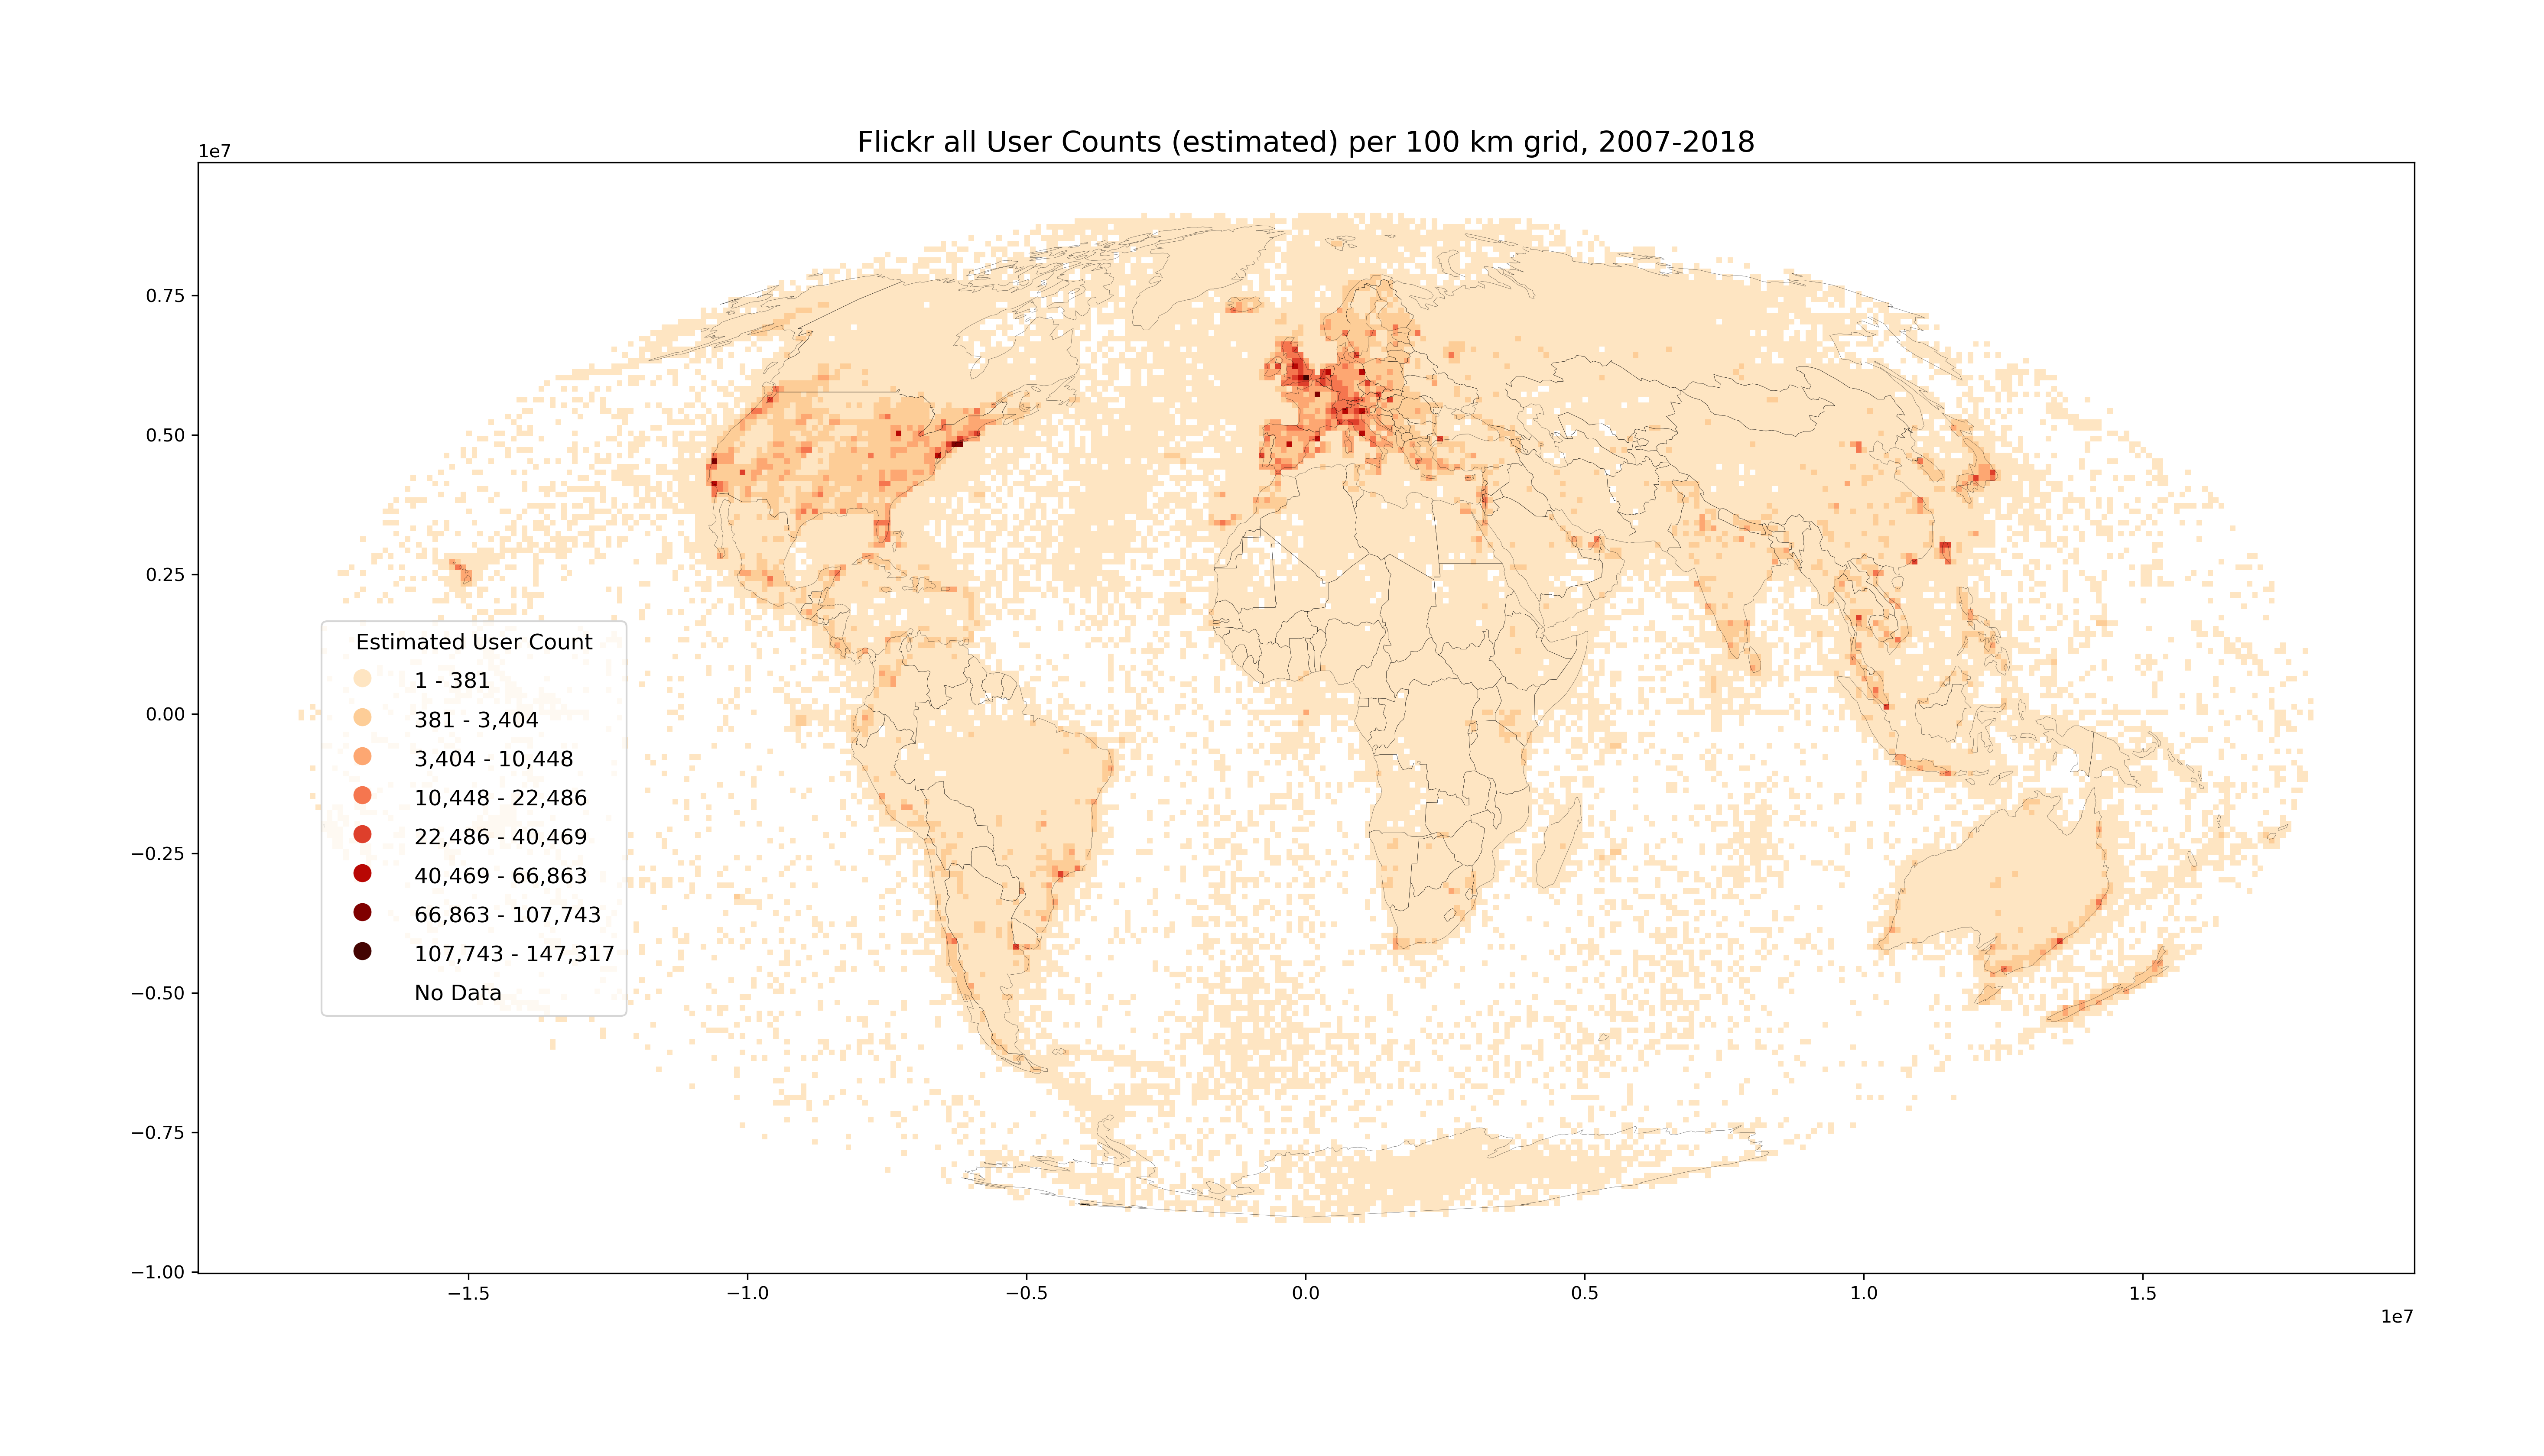 Flickr all User Counts (estimated) per 100 km grid, 2007-2018
1e7
0.75
0.50
0.25
0.00
−0.25
−0.50
−0.75
−1.00
Estimated User Count
1 - 381
381 - 3,404
3,404 - 10,448
10,448 - 22,486
22,486 - 40,469
40,469 - 66,863
66,863 - 107,743
107,743 - 147,317
No Data
−1.5 −1.0 −0.5 0.0 0.5 1.0 1.5
1e7